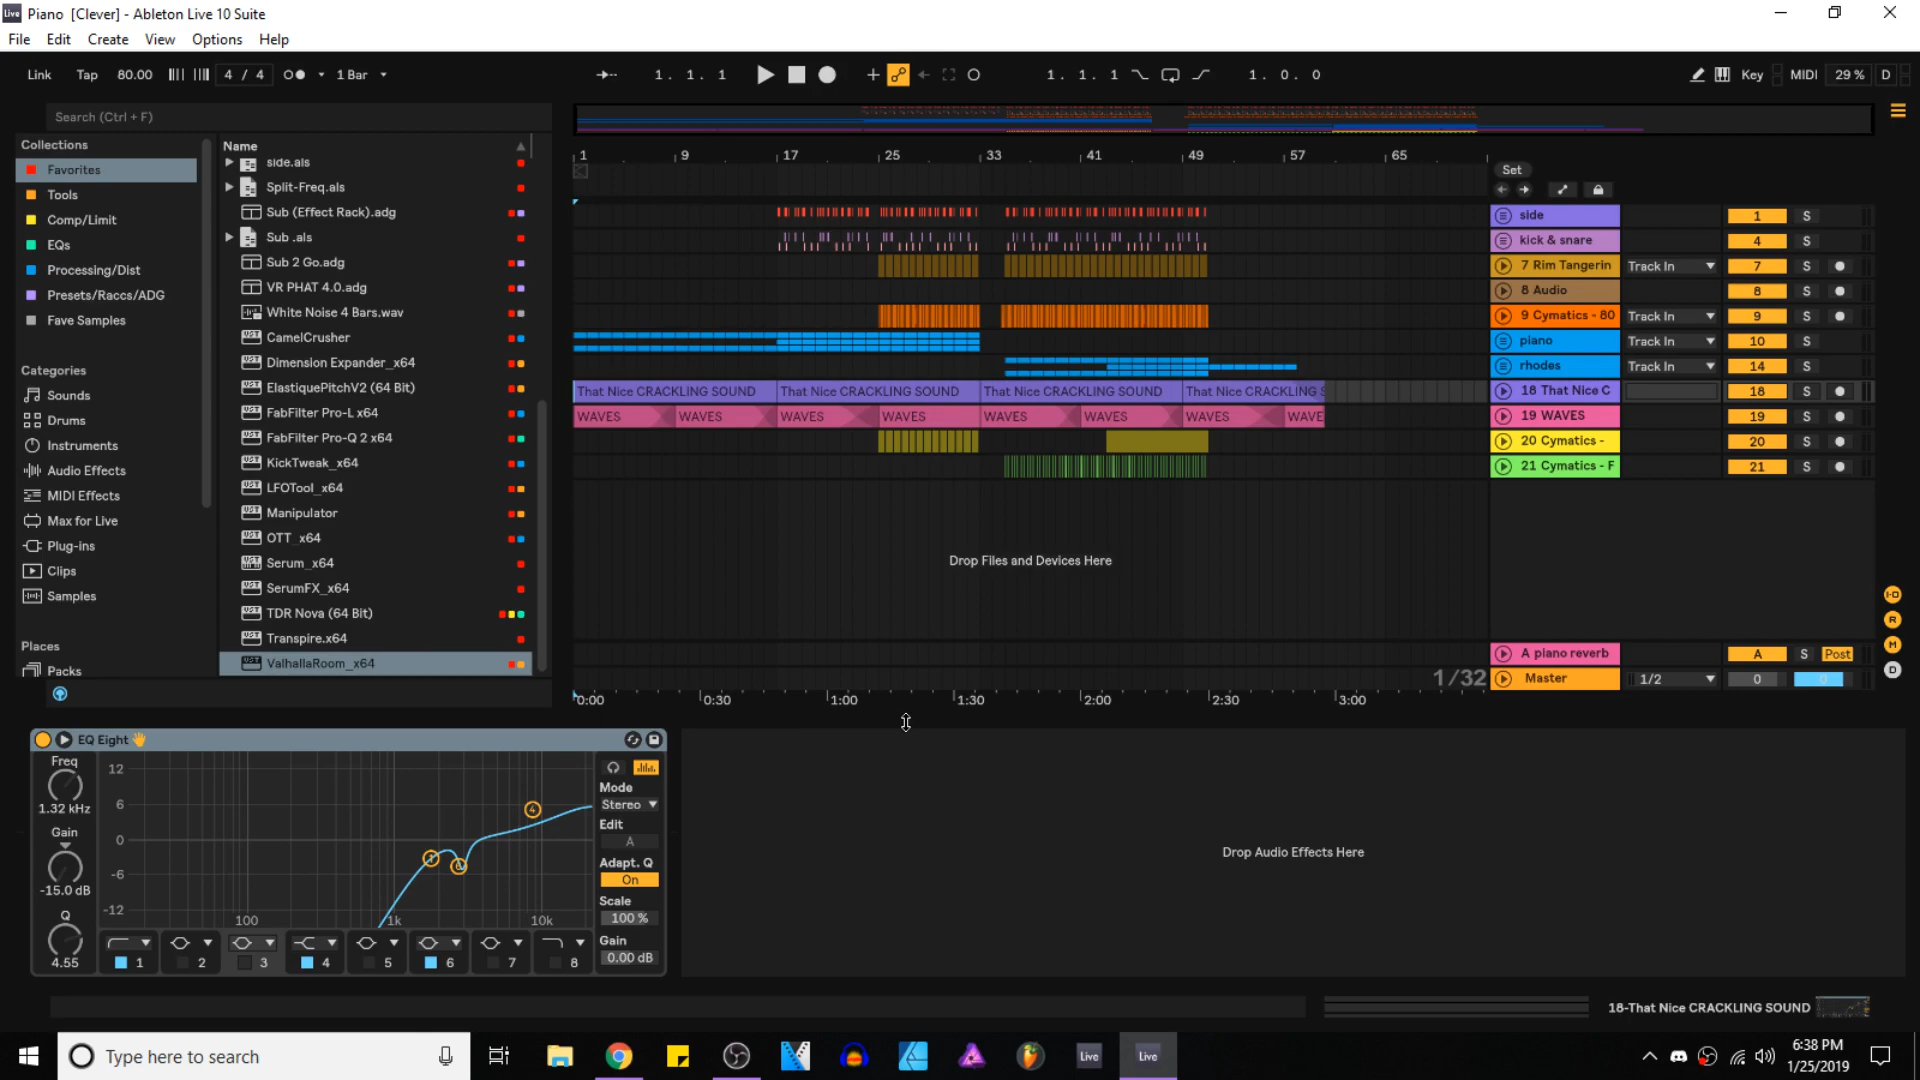 Piano  [Clever] - Ableton Live 10 Suite
File Edit Create View Options Help
Link Tap 80.00 4 / 4 1 Bar 1. 1. 1 1. 1. 1 1. 0. 0 Key MIDI 29 % D
Search (Ctrl + F)
Collections
Favorites
Tools
Comp/Limit
EQs
Processing/Dist
Presets/Raccs/ADG
Fave Samples
Categories
Sounds
Drums
Instruments
Audio Effects
MIDI Effects
Max for Live
Plug-ins
Clips
Samples
Places
Packs
Name
side.als
Split-Freq.als
Sub (Effect Rack).adg
Sub .als
Sub 2 Go.adg
VR PHAT 4.0.adg
White Noise 4 Bars.wav
CamelCrusher
Dimension Expander_x64
ElastiquePitchV2 (64 Bit)
FabFilter Pro-L x64
FabFilter Pro-Q 2 x64
KickTweak_x64
LFOTool_x64
Manipulator
OTT_x64
Serum_x64
SerumFX_x64
TDR Nova (64 Bit)
Transpire.x64
ValhallaRoom_x64
1 9 17 25 33 41 49 57 65
Set
side 1 S
kick & snare 4 S
7 Rim Tangerin Track In 7 S
8 Audio 8 S
9 Cymatics - 80 Track In 9 S
piano Track In 10 S
rhodes Track In 14 S
That Nice CRACKLING SOUND That Nice CRACKLING SOUND That Nice CRACKLING SOUND That Nice CRACKLING S 18 That Nice C 18 S
WAVES WAVES WAVES WAVES WAVES WAVES WAVES WAVE 19 WAVES 19 S
20 Cymatics - 20 S
21 Cymatics - F 21 S
Drop Files and Devices Here
A piano reverb A S Post
1/32 Master 1/2 0 0
0:00 0:30 1:00 1:30 2:00 2:30 3:00
I·O
R
M
D
EQ Eight
Freq
1.32 kHz
Gain
-15.0 dB
Q
4.55
12
6
0
-6
-12
100 1k 10k
1 6 4
1 2 3 4 5 6 7 8
Mode
Stereo
Edit
A
Adapt. Q
On
Scale
100 %
Gain
0.00 dB
Drop Audio Effects Here
18-That Nice CRACKLING SOUND
Type here to search
Live Live
6:38 PM
1/25/2019